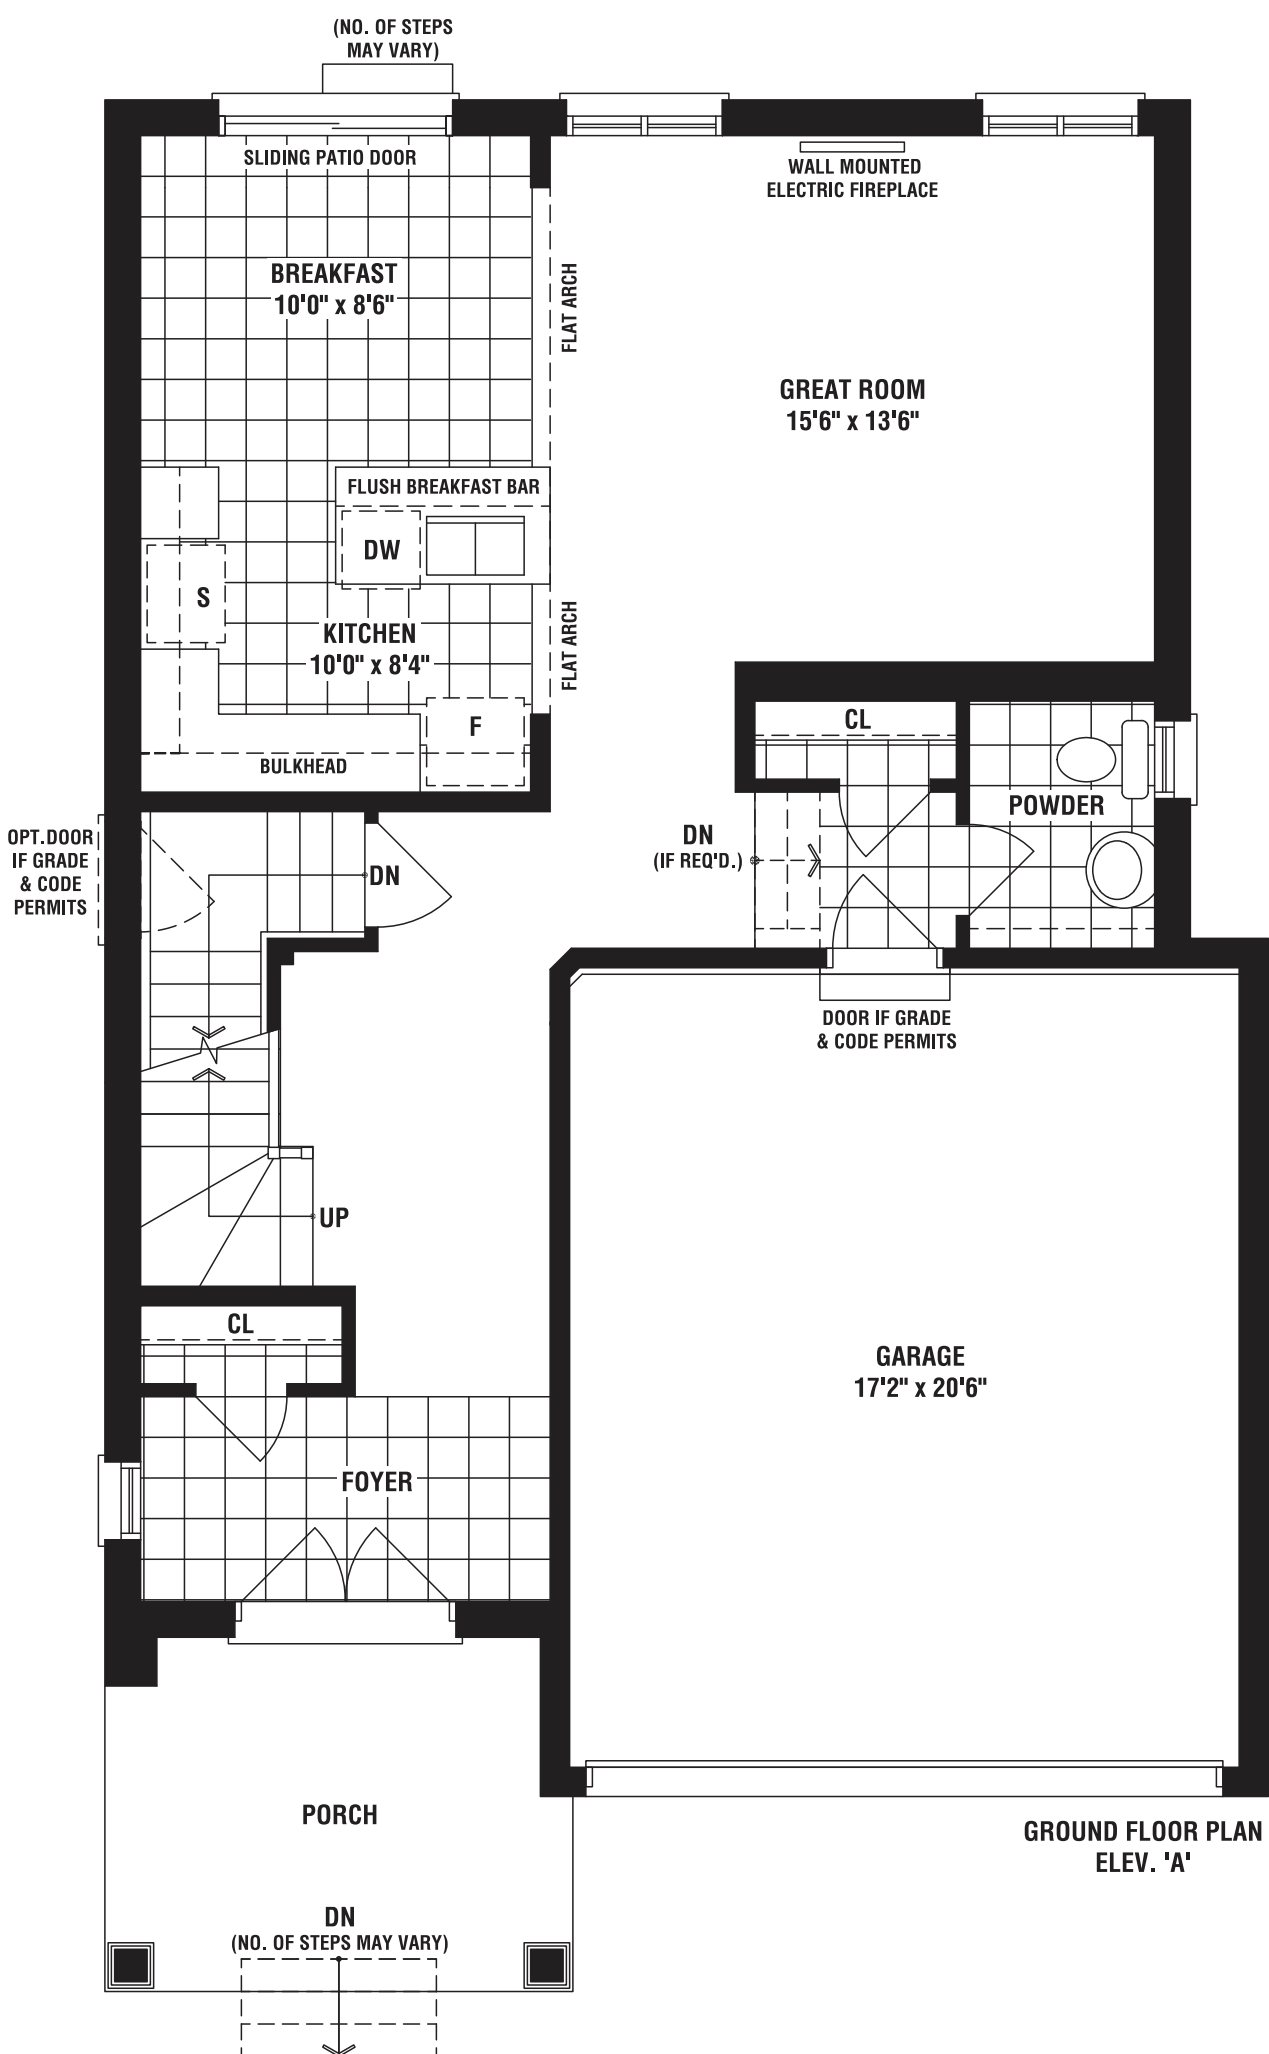 (NO. OF STEPS
MAY VARY)
SLIDING PATIO DOOR
WALL MOUNTED
ELECTRIC FIREPLACE
BREAKFAST
10'0" x 8'6"
FLAT ARCH
GREAT ROOM
15'6" x 13'6"
FLUSH BREAKFAST BAR
DW
S
KITCHEN
10'0" x 8'4"
FLAT ARCH
F
BULKHEAD
CL
POWDER
OPT.DOOR
IF GRADE
& CODE
PERMITS
DN
DN
(IF REQ'D.)
DOOR IF GRADE
& CODE PERMITS
UP
CL
GARAGE
17'2" x 20'6"
FOYER
PORCH
GROUND FLOOR PLAN
ELEV. 'A'
DN
(NO. OF STEPS MAY VARY)